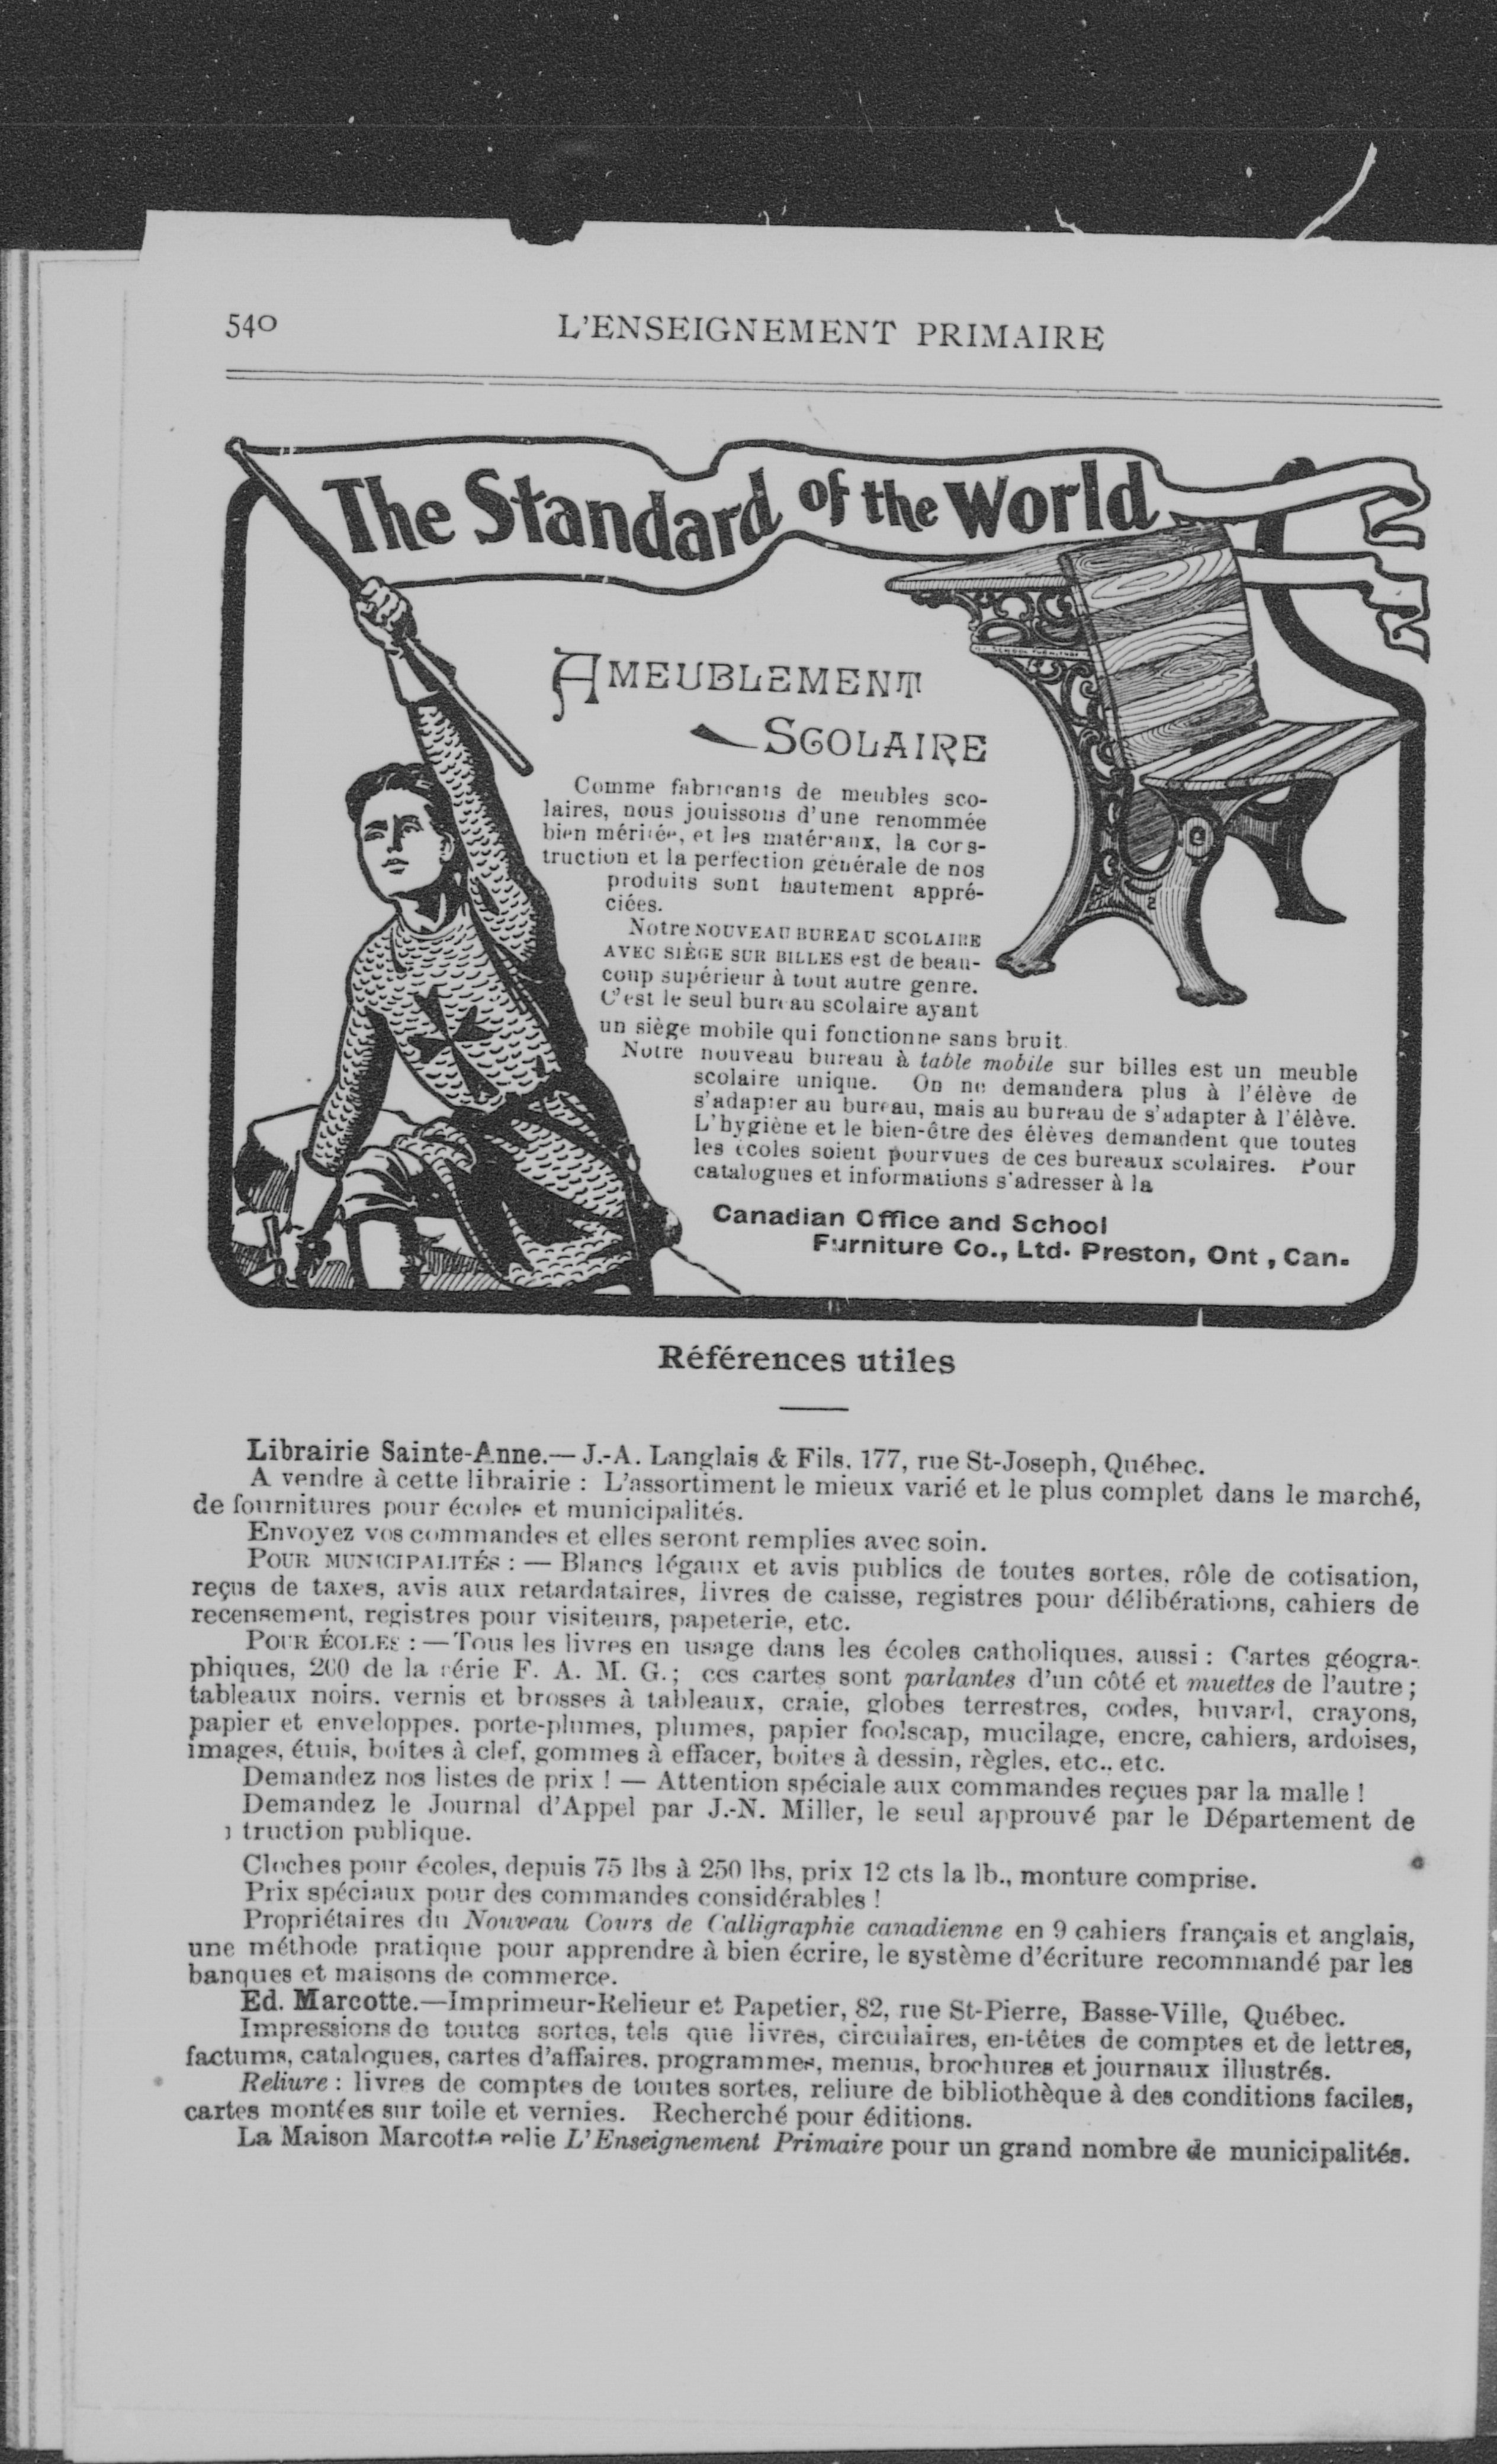 540
L'ENSEIGNEMENT PRIMAIRE
The Standard of the World
AMEUBLEMENT
SCOLAIRE
Comme fabricants de meubles sco-
laires, nous jouissons d'une renommée
bien méritée, et les matériaux, la cors-
truction et la perfection générale de nos
produits sont hautement appré-
ciées.
Notre NOUVEAU BUREAU SCOLAIRE
AVEC SIÈGE SUR BILLES est de beau-
coup supérieur à tout autre genre.
C'est le seul bureau scolaire ayant
un siège mobile qui fonctionne sans bruit.
Notre nouveau bureau à table mobile sur billes est un meuble
scolaire unique. On ne demandera plus à l'élève de
s'adapter au bureau, mais au bureau de s'adapter à l'élève.
L'hygiène et le bien-être des élèves demandent que toutes
les écoles soient pourvues de ces bureaux scolaires. Pour
catalogues et informations s'adresser à la
Canadian Office and School
Furniture Co., Ltd. Preston, Ont , Can.
Références utiles
Librairie Sainte-Anne.— J.-A. Langlais & Fils. 177, rue St-Joseph, Québec.
A vendre à cette librairie : L'assortiment le mieux varié et le plus complet dans le marché,
de fournitures pour écoles et municipalités.
Envoyez vos commandes et elles seront remplies avec soin.
POUR MUNICIPALITÉS : — Blancs légaux et avis publics de toutes sortes, rôle de cotisation,
reçus de taxes, avis aux retardataires, livres de caisse, registres pour délibérations, cahiers de
recensement, registres pour visiteurs, papeterie, etc.
POUR ÉCOLES : — Tous les livres en usage dans les écoles catholiques, aussi : Cartes géogra-
phiques, 200 de la série F. A. M. G.; ces cartes sont parlantes d'un côté et muettes de l'autre ;
tableaux noirs, vernis et brosses à tableaux, craie, globes terrestres, codes, buvard, crayons,
papier et enveloppes, porte-plumes, plumes, papier foolscap, mucilage, encre, cahiers, ardoises,
images, étuis, boîtes à clef, gommes à effacer, boites à dessin, règles, etc., etc.
Demandez nos listes de prix ! — Attention spéciale aux commandes reçues par la malle !
Demandez le Journal d'Appel par J.-N. Miller, le seul approuvé par le Département de
truction publique.
Cloches pour écoles, depuis 75 lbs à 250 lbs, prix 12 cts la lb., monture comprise.
Prix spéciaux pour des commandes considérables !
Propriétaires du Nouveau Cours de Calligraphie canadienne en 9 cahiers français et anglais,
une méthode pratique pour apprendre à bien écrire, le système d'écriture recommandé par les
banques et maisons de commerce.
Ed. Marcotte.—Imprimeur-Relieur et Papetier, 82, rue St-Pierre, Basse-Ville, Québec.
Impressions de toutes sortes, tels que livres, circulaires, en-têtes de comptes et de lettres,
factums, catalogues, cartes d'affaires, programmes, menus, brochures et journaux illustrés.
Reliure : livres de comptes de toutes sortes, reliure de bibliothèque à des conditions faciles,
cartes montées sur toile et vernies. Recherché pour éditions.
La Maison Marcotte relie L'Enseignement Primaire pour un grand nombre de municipalités.